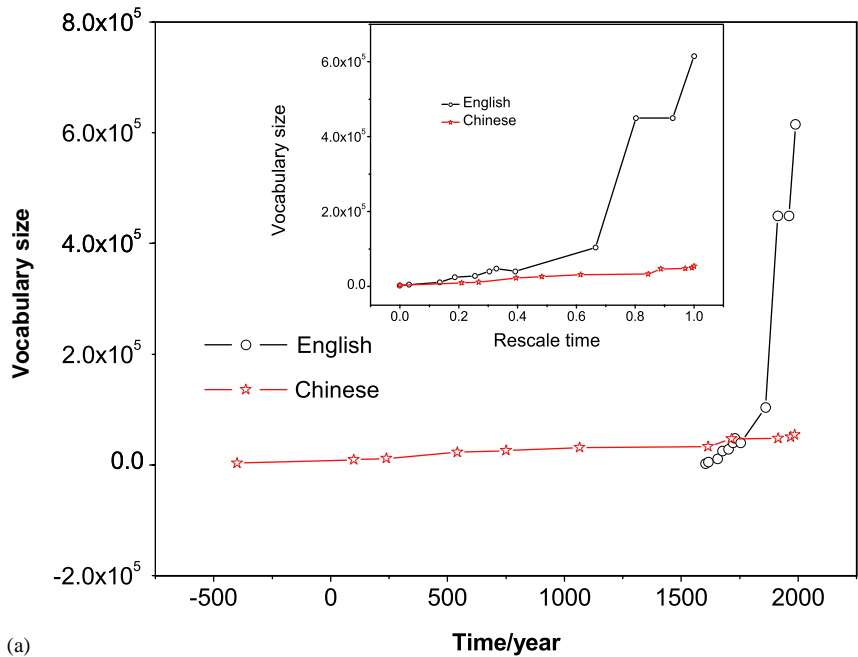 8.0x10⁵
6.0x10⁵
4.0x10⁵
2.0x10⁵
0.0
-2.0x10⁵
Vocabulary size
-500 0 500 1000 1500 2000
Time/year
English
Chinese
6.0x10⁵
4.0x10⁵
2.0x10⁵
0.0
Vocabulary size
English
Chinese
0.0 0.2 0.4 0.6 0.8 1.0
Rescale time
(a)